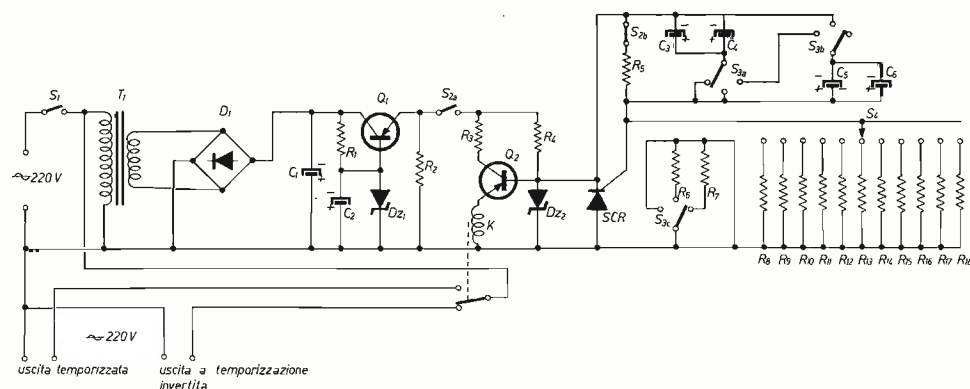 S1
T1
D1
Q1
S2a
S2b
C3
C4
S3a
S3b
C5
C6
R5
R3
R4
Q2
S4
~220V
C1
R1
C2
DZ1
R2
K
DZ2
SCR
R6
R7
S3c
R8
R9
R10
R11
R12
R13
R14
R15
R16
R17
R18
~220V
uscita temporizzata
uscita a temporizzazione
invertita